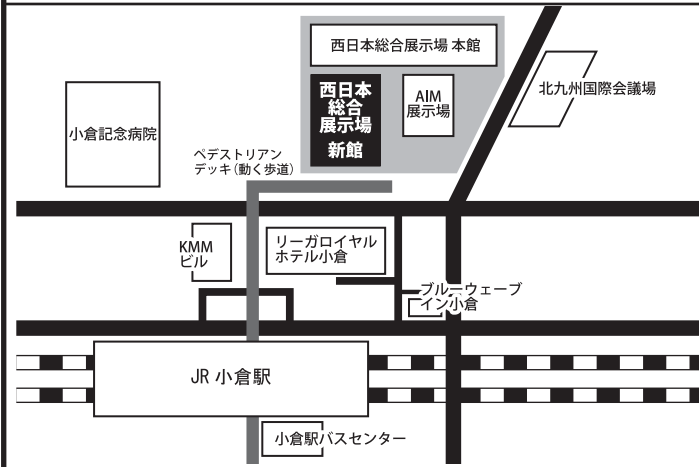 西日本総合展示場 本館
西日本
総合
展示場
新館
AIM
展示場
北九州国際会議場
小倉記念病院
ペデストリアン
デッキ（動く歩道）
KMM
ビル
リーガロイヤル
ホテル小倉
ブルーウェーブ
イン小倉
JR 小倉駅
小倉駅バスセンター